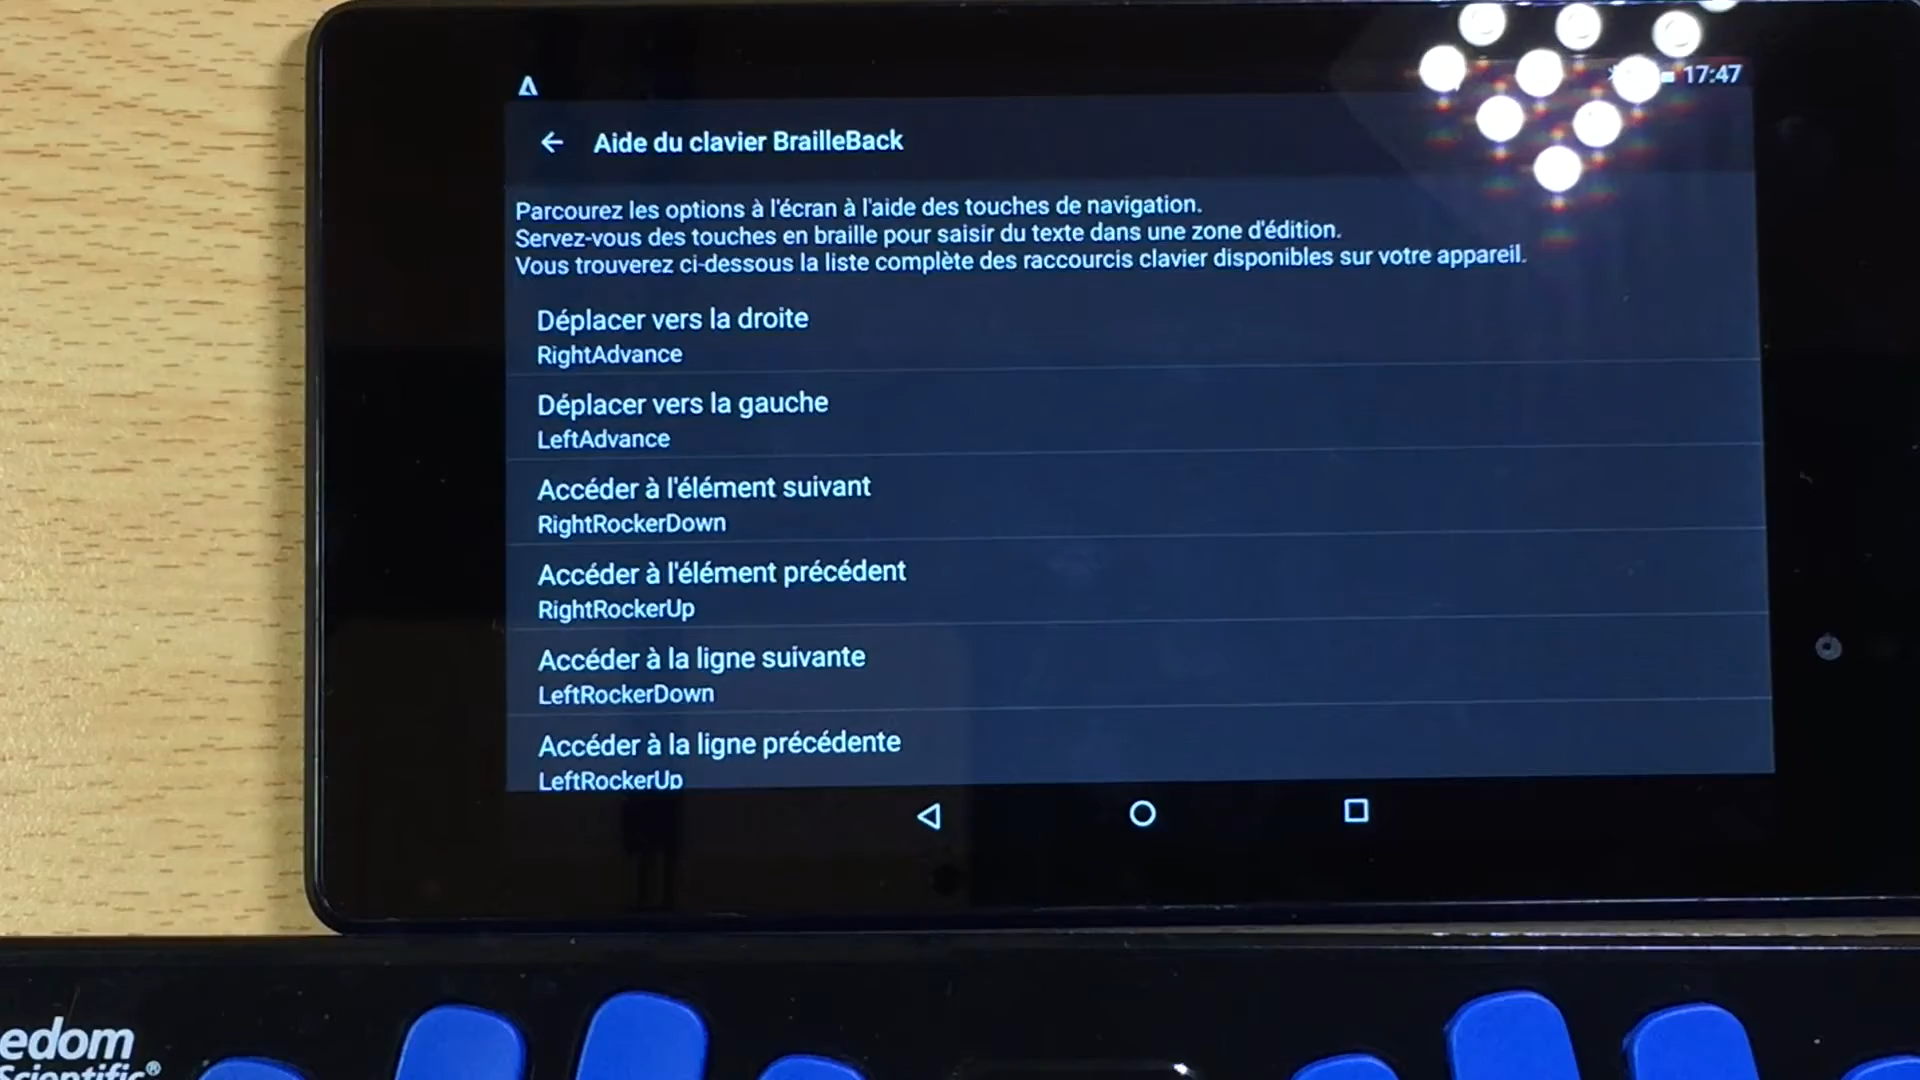 17:47
Aide du clavier BrailleBack
Parcourez les options à l'écran à l'aide des touches de navigation.
Servez-vous des touches en braille pour saisir du texte dans une zone d'édition.
Vous trouverez ci-dessous la liste complète des raccourcis clavier disponibles sur votre appareil.
Déplacer vers la droite
RightAdvance
Déplacer vers la gauche
LeftAdvance
Accéder à l'élément suivant
RightRockerDown
Accéder à l'élément précédent
RightRockerUp
Accéder à la ligne suivante
LeftRockerDown
Accéder à la ligne précédente
LeftRockerUp
edom
Scientific®